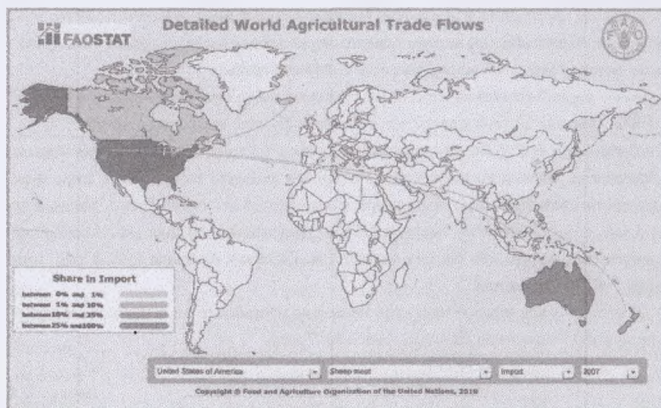 Detailed World Agricultural Trade Flows
FAOSTAT
Share in Import
between 0% and 1%
between 1% and 10%
between 10% and 25%
between 25% and 100%
United States of America
Sheep meat
Import
2007
Copyright © Food and Agriculture Organization of the United Nations, 2010